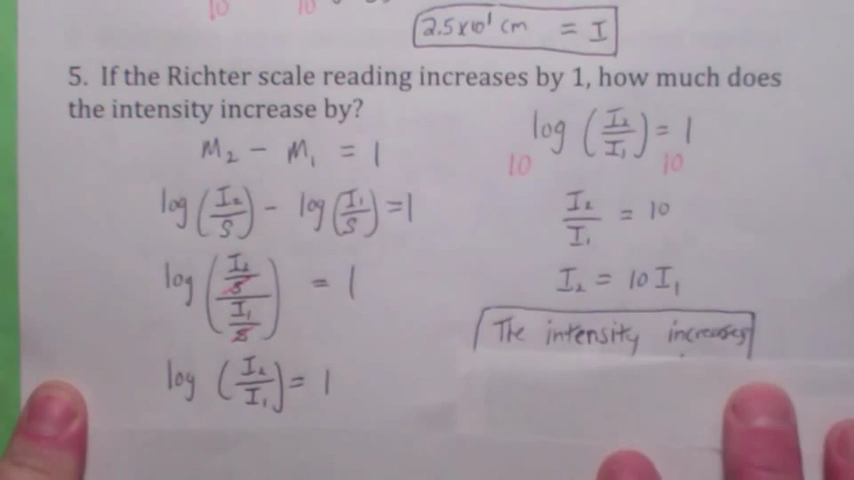 10 10
2.5x10¹ cm = I
5. If the Richter scale reading increases by 1, how much does
the intensity increase by?
M₂ - M₁ = 1
log (I₂/S) - log (I₁/S) = 1
log ((I₂/S)/(I₁/S)) = 1
log (I₂/I₁) = 1
log (I₂/I₁) = 1
10 10
I₂/I₁ = 10
I₂ = 10 I₁
The intensity increases